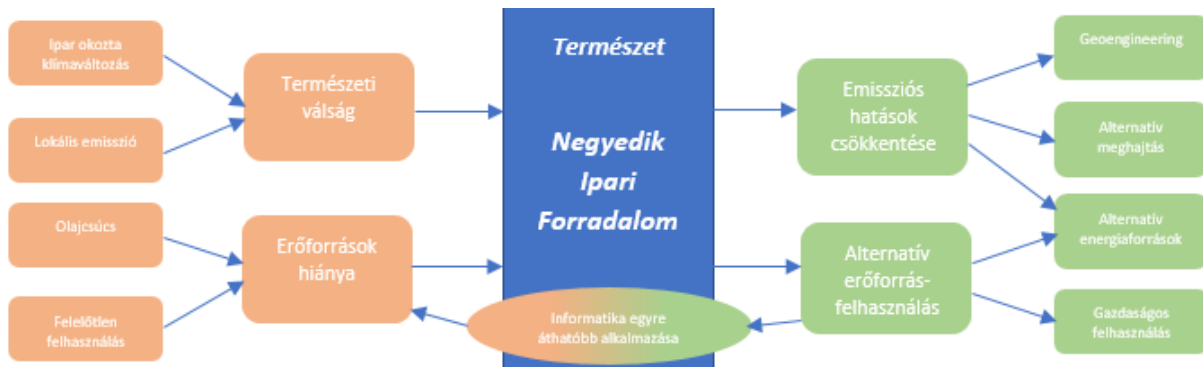 Ipar okozta
klímaváltozás
Lokális emisszió
Olajcsúcs
Felelőtlen
felhasználás
Természeti
válság
Erőforrások
hiánya
Természet
Negyedik
Ipari
Forradalom
Informatika egyre
áthatóbb alkalmazása
Emissziós
hatások
csökkentése
Alternatív
erőforrás-
felhasználás
Geoengineering
Alternatív
meghajtás
Alternatív
energiaforrások
Gazdaságos
felhasználás